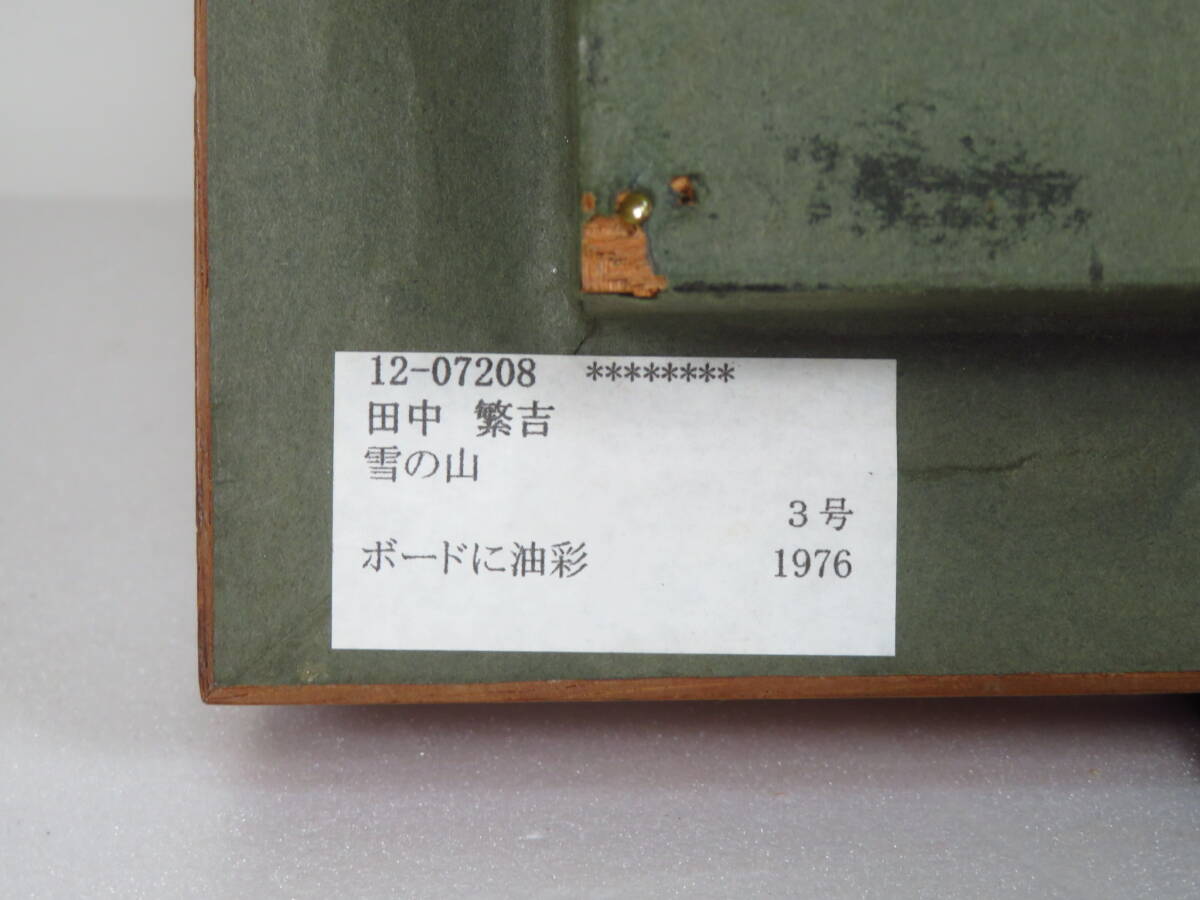 12-07208 ********
田中 繁吉
雪の山
3号
ボードに油彩 1976